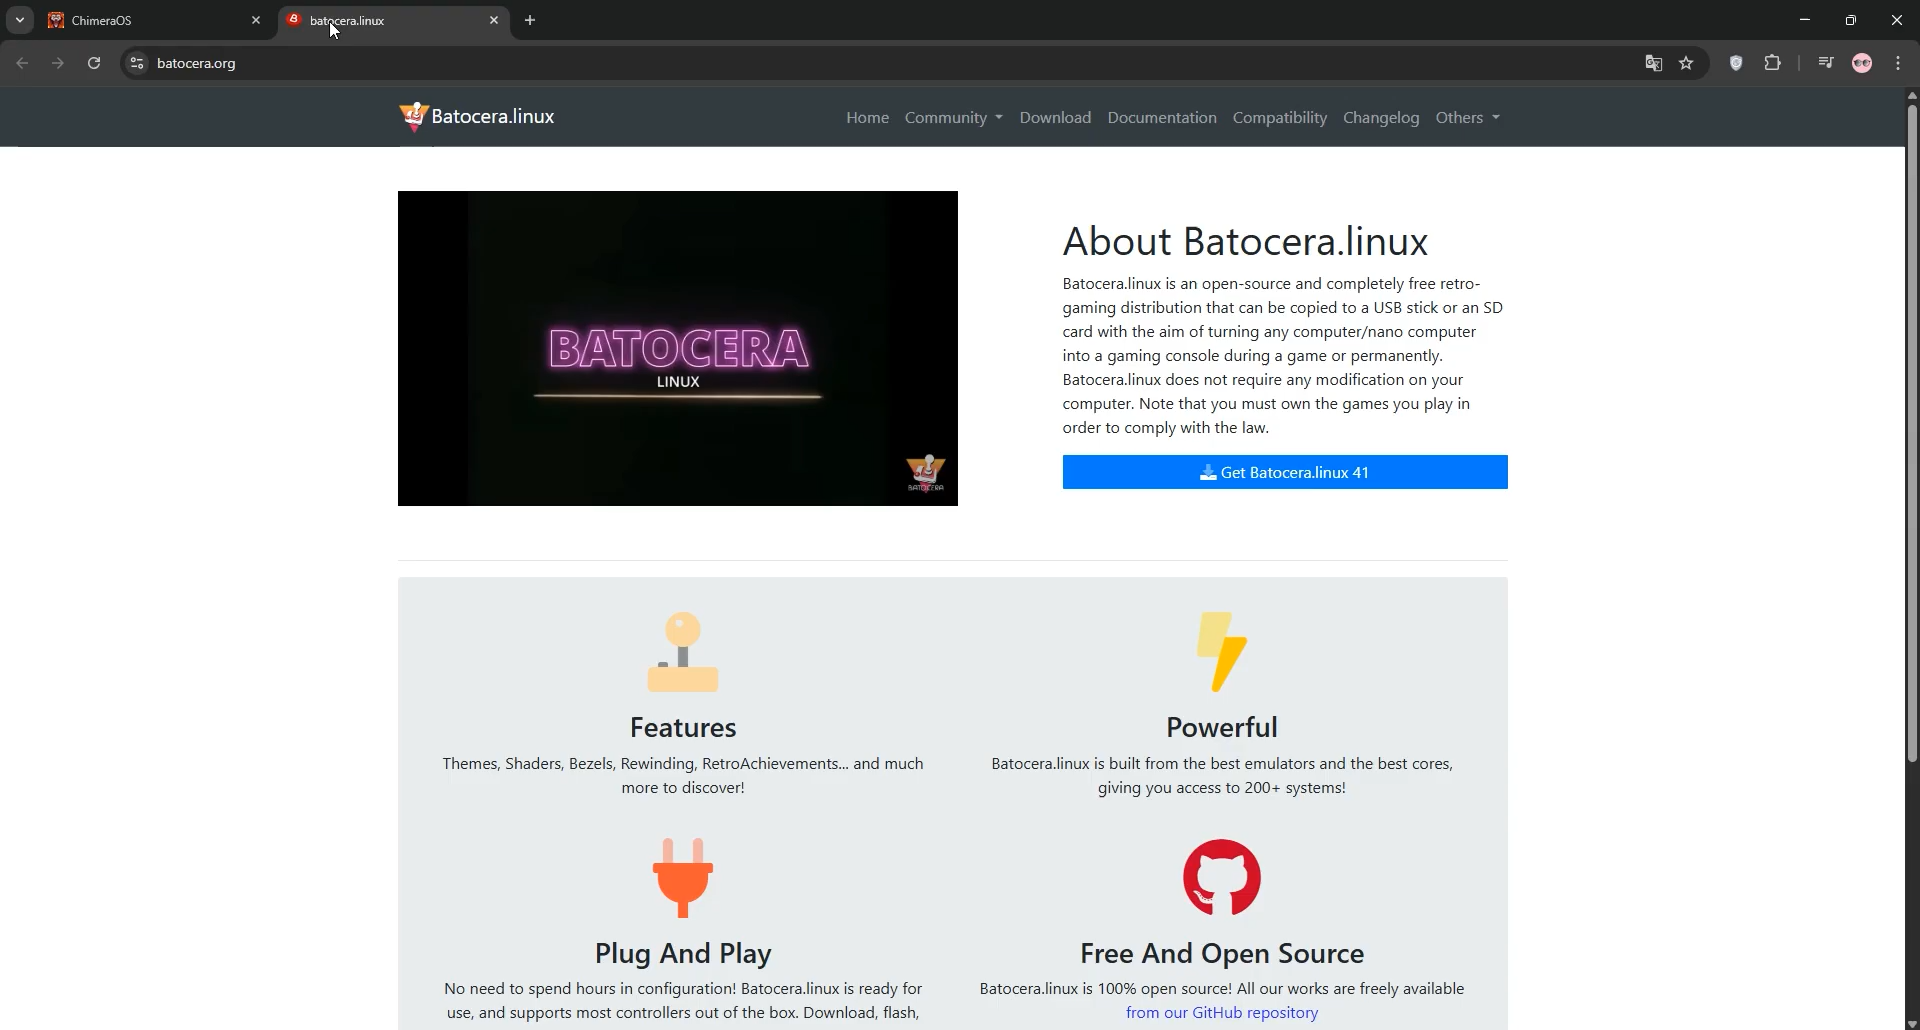 ChimeraOS
batocera.linux
batocera.org
Batocera.linux
Home
Community
Download
Documentation
Compatibility
Changelog
Others
BATOCERA
LINUX
BATOCERA
About Batocera.linux
Batocera.linux is an open-source and completely free retro-
gaming distribution that can be copied to a USB stick or an SD
card with the aim of turning any computer/nano computer
into a gaming console during a game or permanently.
Batocera.linux does not require any modification on your
computer. Note that you must own the games you play in
order to comply with the law.
Get Batocera.linux 41
Features
Themes, Shaders, Bezels, Rewinding, RetroAchievements... and much
more to discover!
Powerful
Batocera.linux is built from the best emulators and the best cores,
giving you access to 200+ systems!
Plug And Play
No need to spend hours in configuration! Batocera.linux is ready for
use, and supports most controllers out of the box. Download, flash,
Free And Open Source
Batocera.linux is 100% open source! All our works are freely available
from our GitHub repository